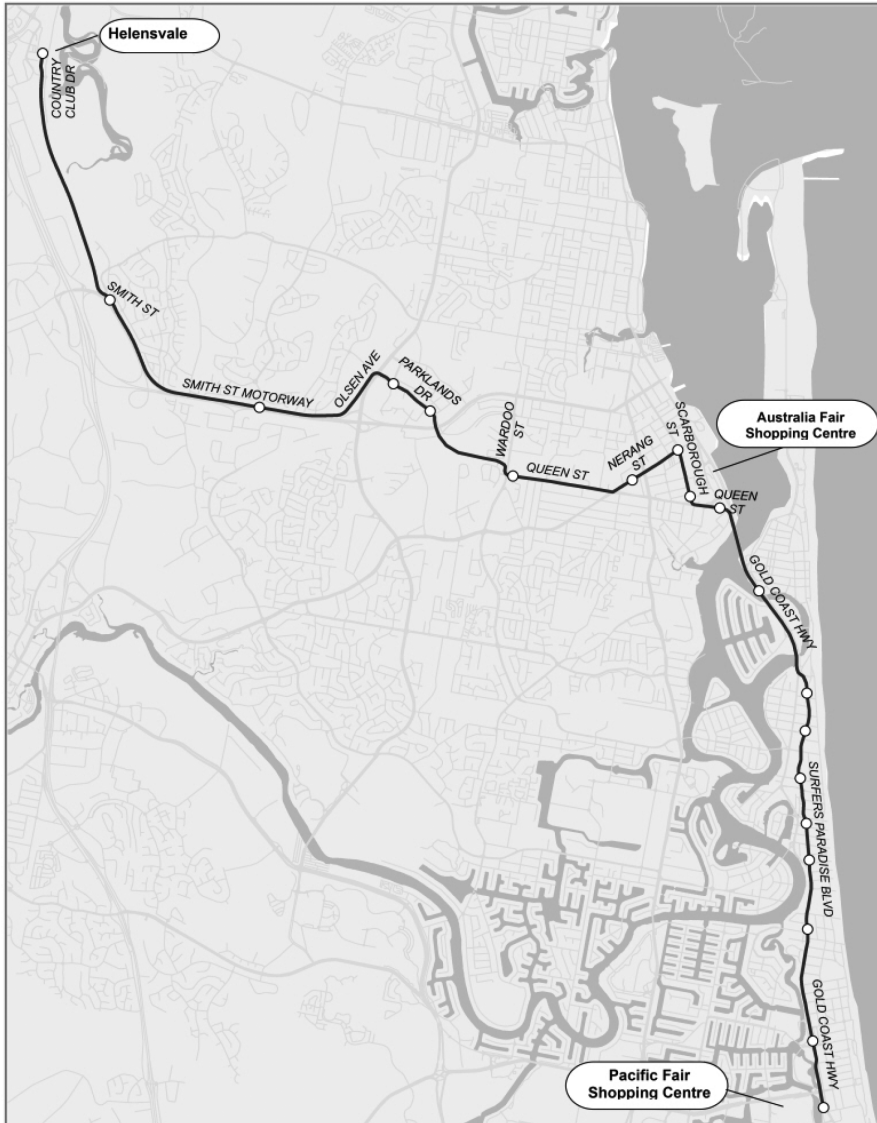 Helensvale
COUNTRY
CLUB DR
SMITH ST
SMITH ST MOTORWAY
OLSEN AVE
PARKLANDS
DR
WARDOO
ST
QUEEN ST
NERANG
ST
SCARBOROUGH
ST
Australia Fair
Shopping Centre
QUEEN
ST
GOLD COAST HWY
SURFERS PARADISE BLVD
GOLD COAST HWY
Pacific Fair
Shopping Centre